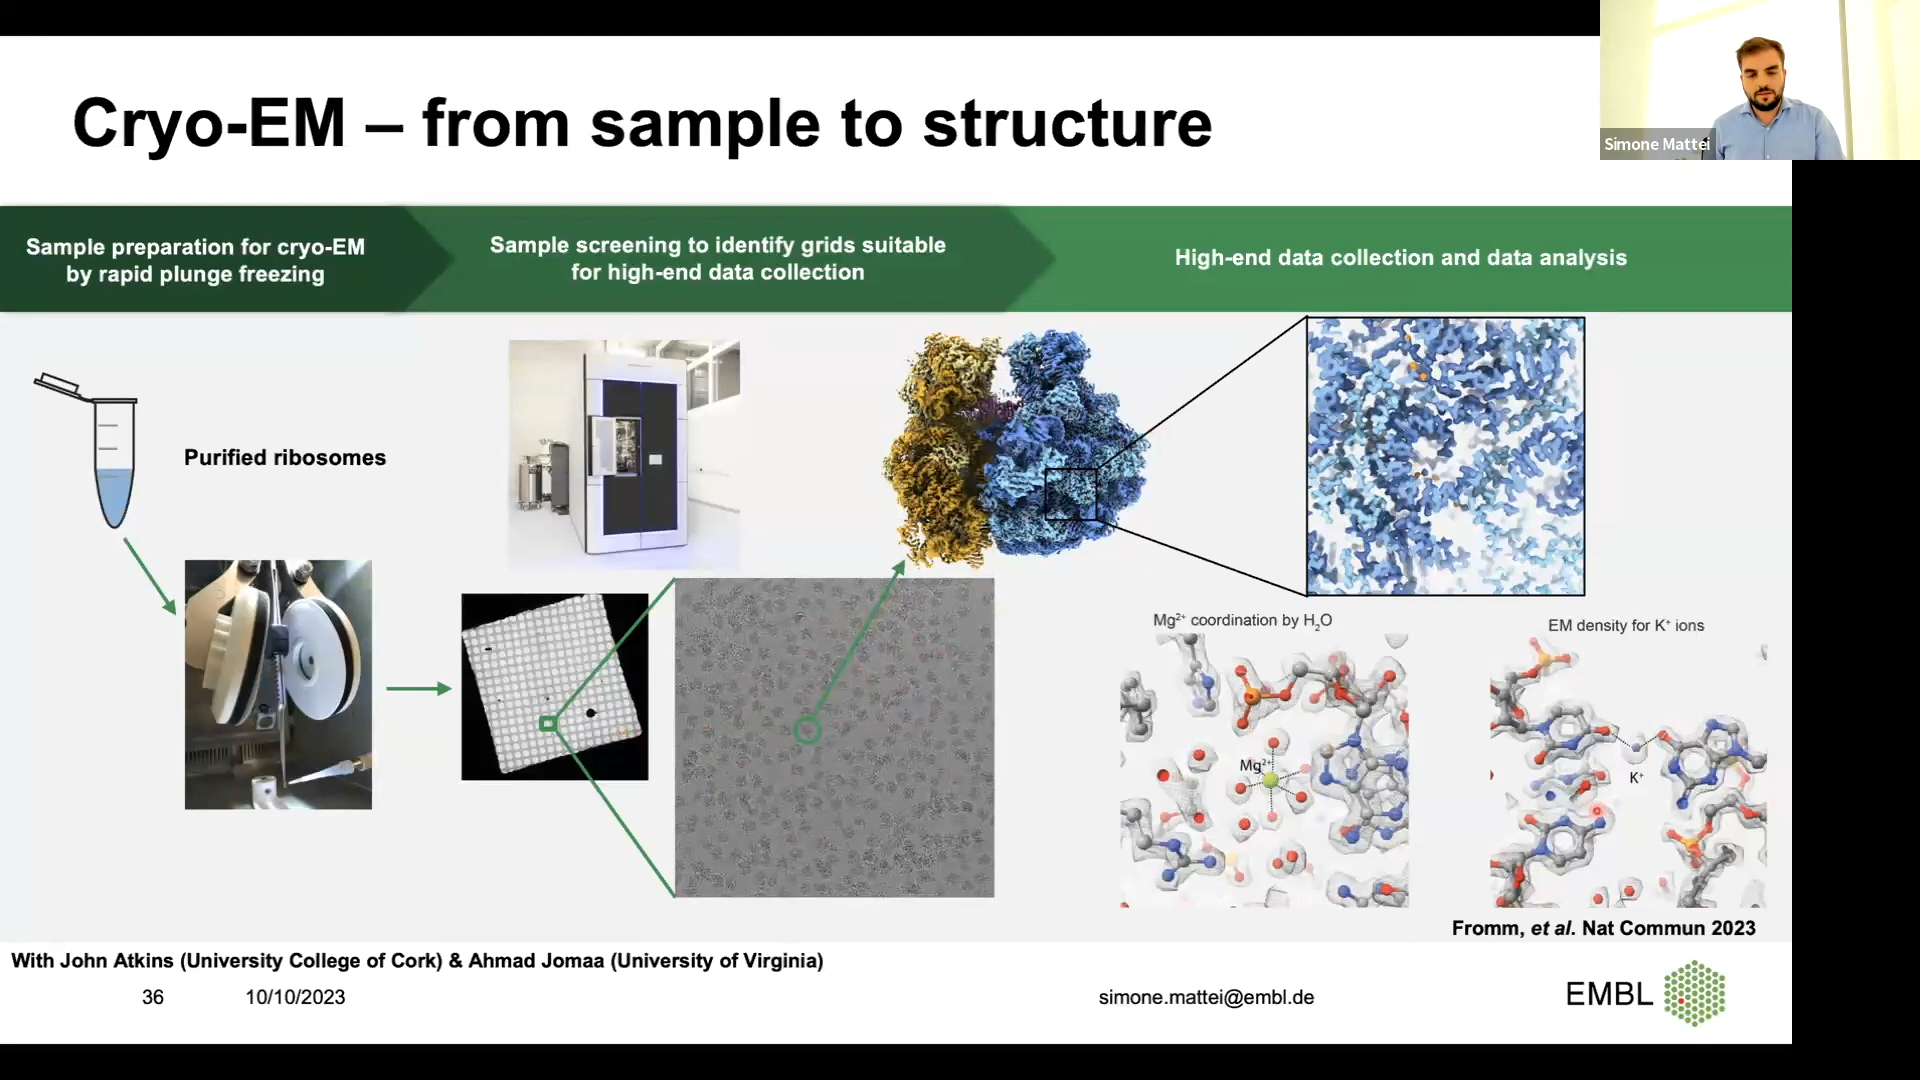 Cryo-EM – from sample to structure
Simone Mattei
Sample preparation for cryo-EM
by rapid plunge freezing
Sample screening to identify grids suitable
for high-end data collection
High-end data collection and data analysis
Purified ribosomes
Mg²⁺ coordination by H₂O
EM density for K⁺ ions
Mg²⁺
K⁺
Fromm, et al. Nat Commun 2023
With John Atkins (University College of Cork) & Ahmad Jomaa (University of Virginia)
36
10/10/2023
simone.mattei@embl.de
EMBL